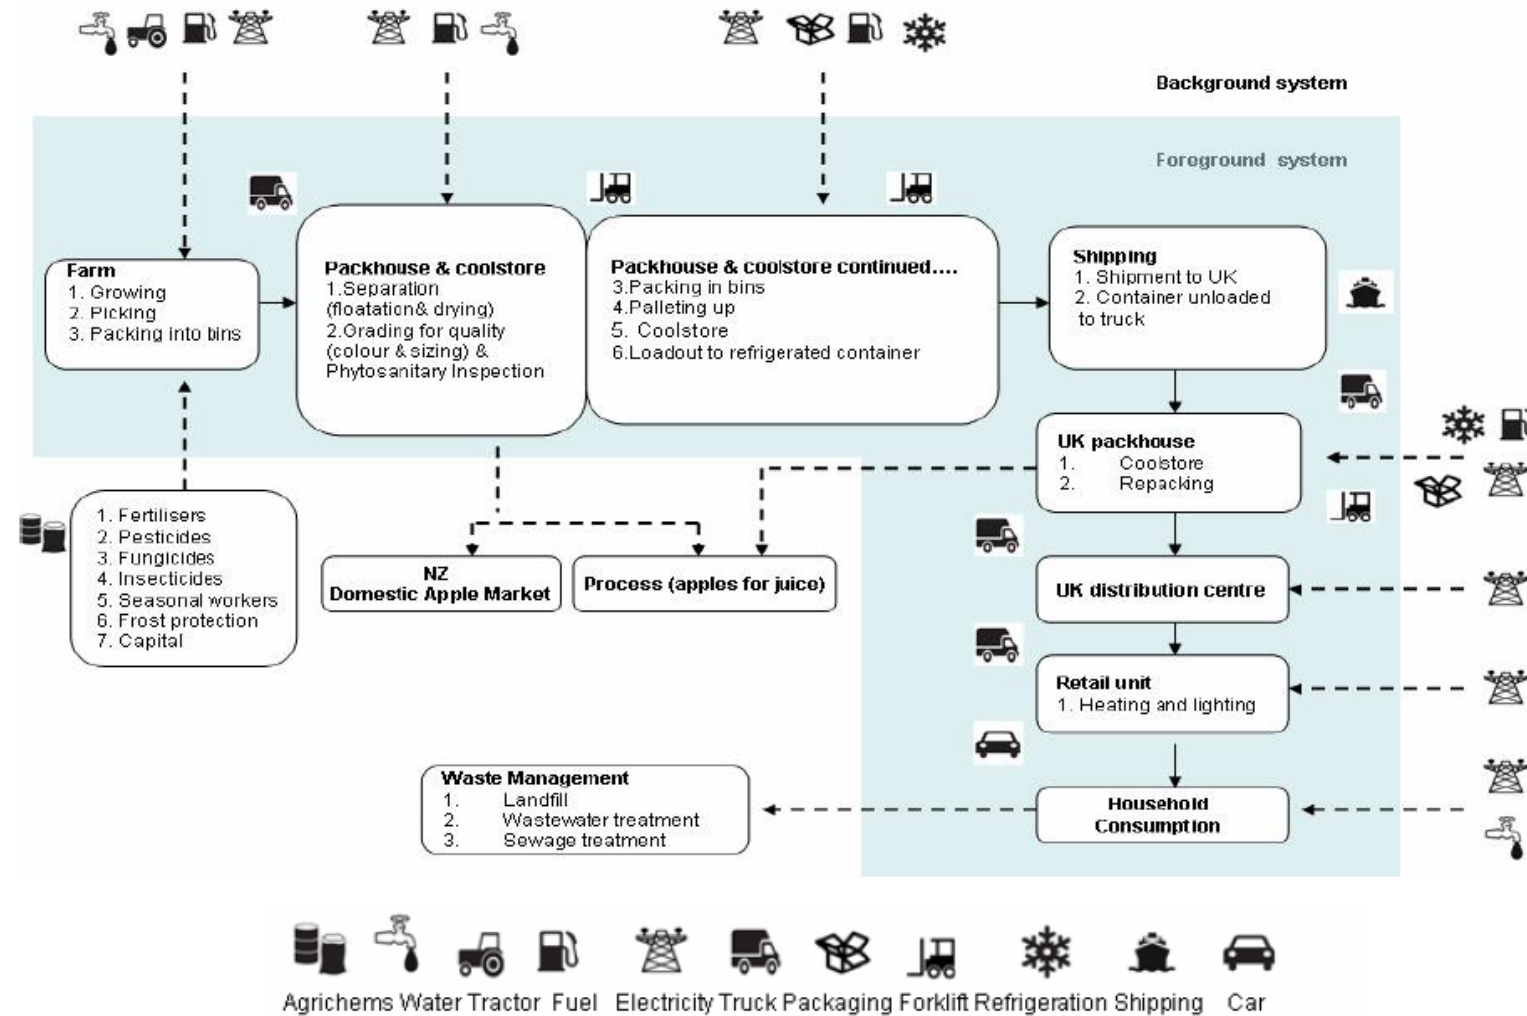 Background system
Foreground system
Farm
1. Growing
2. Picking
3. Packing into bins
Packhouse & coolstore
1.Separation
(floatation& drying)
2.Grading for quality
(colour & sizing) &
Phytosanitary Inspection
Packhouse & coolstore continued....
3.Packing in bins
4.Palleting up
5. Coolstore
6.Loadout to refrigerated container
Shipping
1. Shipment to UK
2. Container unloaded
to truck
UK packhouse
1. Coolstore
2. Repacking
1. Fertilisers
2. Pesticides
3. Fungicides
4. Insecticides
5. Seasonal workers
6. Frost protection
7. Capital
NZ
Domestic Apple Market
Process (apples for juice)
UK distribution centre
Retail unit
1. Heating and lighting
Waste Management
1. Landfill
2. Wastewater treatment
3. Sewage treatment
Household
Consumption
Agrichems Water Tractor Fuel Electricity Truck Packaging Forklift Refrigeration Shipping Car